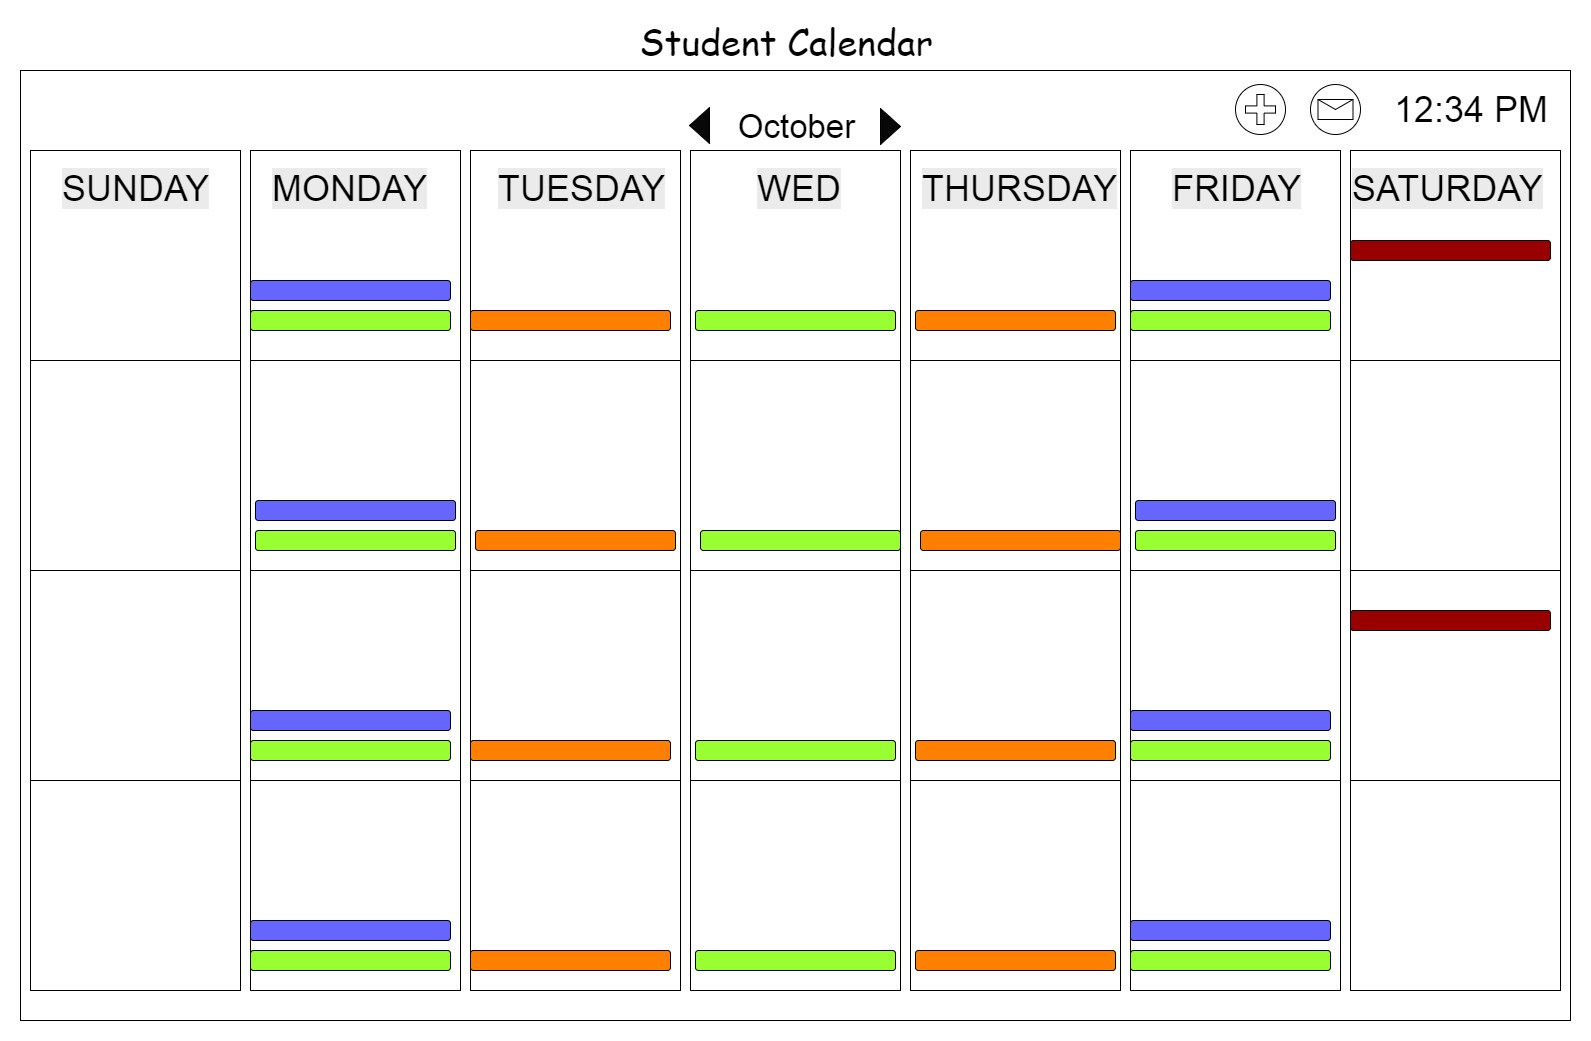 Student Calendar
October
12:34 PM
SUNDAY
MONDAY
TUESDAY
WED
THURSDAY
FRIDAY
SATURDAY